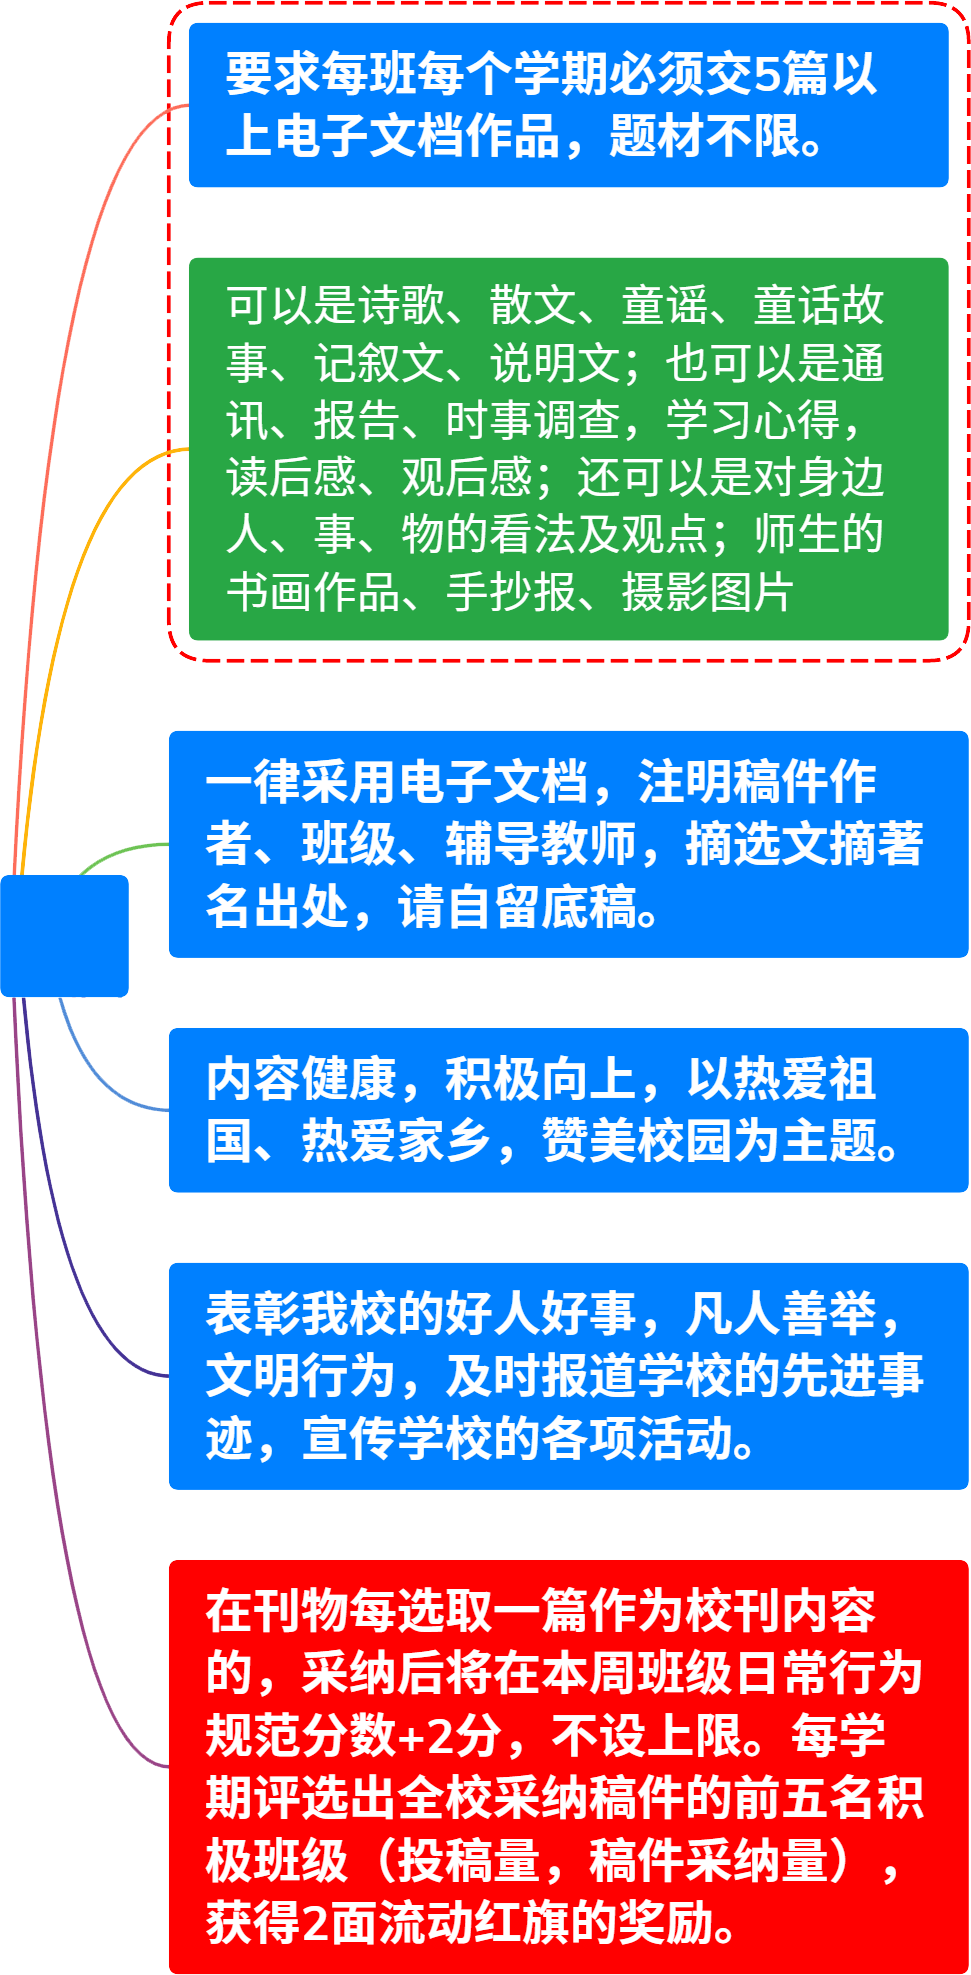 要求每班每个学期必须交5篇以
上电子文档作品，题材不限。
可以是诗歌、散文、童谣、童话故
事、记叙文、说明文；也可以是通
讯、报告、时事调查，学习心得，
读后感、观后感；还可以是对身边
人、事、物的看法及观点；师生的
书画作品、手抄报、摄影图片
一律采用电子文档，注明稿件作
者、班级、辅导教师，摘选文摘著
名出处，请自留底稿。
内容健康，积极向上，以热爱祖
国、热爱家乡，赞美校园为主题。
表彰我校的好人好事，凡人善举，
文明行为，及时报道学校的先进事
迹，宣传学校的各项活动。
在刊物每选取一篇作为校刊内容
的，采纳后将在本周班级日常行为
规范分数+2分，不设上限。每学
期评选出全校采纳稿件的前五名积
极班级（投稿量，稿件采纳量），
获得2面流动红旗的奖励。